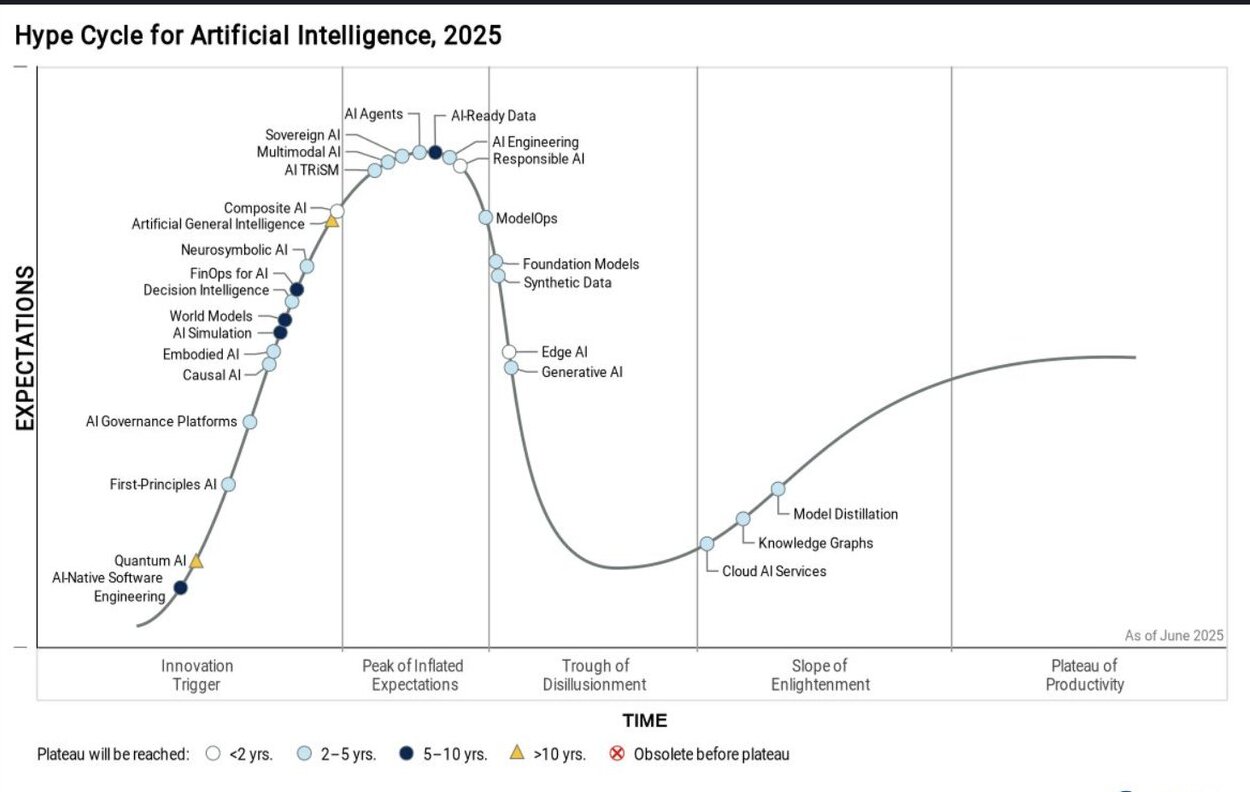 Hype Cycle for Artificial Intelligence, 2025
EXPECTATIONS
AI Agents
AI-Ready Data
Sovereign AI
AI Engineering
Multimodal AI
Responsible AI
AI TRiSM
Composite AI
Artificial General Intelligence
ModelOps
Neurosymbolic AI
Foundation Models
FinOps for AI
Synthetic Data
Decision Intelligence
World Models
AI Simulation
Embodied AI
Edge AI
Causal AI
Generative AI
AI Governance Platforms
First-Principles AI
Model Distillation
Knowledge Graphs
Quantum AI
Cloud AI Services
AI-Native Software
Engineering
As of June 2025
Innovation
Trigger
Peak of Inflated
Expectations
Trough of
Disillusionment
Slope of
Enlightenment
Plateau of
Productivity
TIME
Plateau will be reached: <2 yrs. 2–5 yrs. 5–10 yrs. >10 yrs. Obsolete before plateau